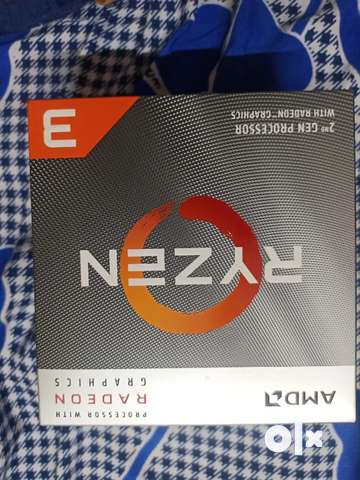 AMD
PROCESSOR WITH
RADEON
GRAPHICS
RYZEN
2ND GEN PROCESSOR
WITH RADEON™ GRAPHICS
3
olx